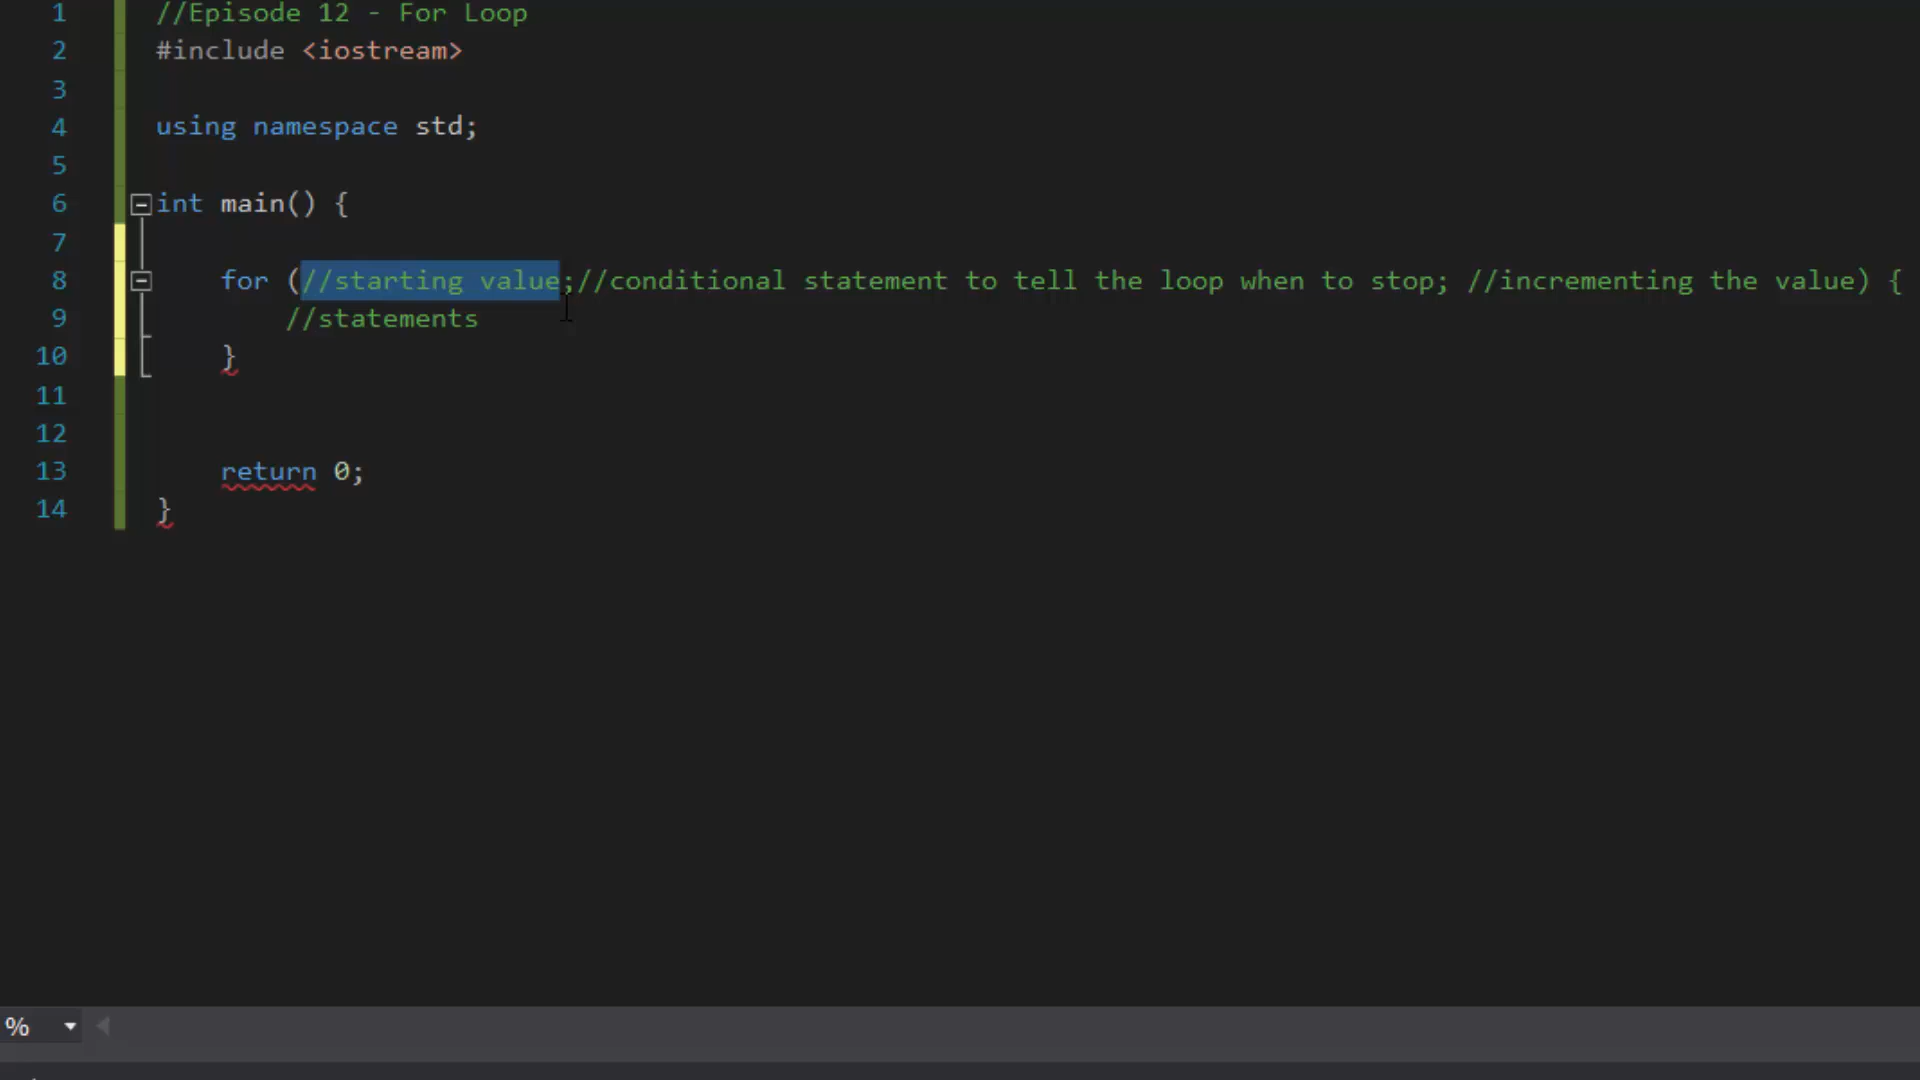 1 //Episode 12 - For Loop
2 #include <iostream>
3
4 using namespace std;
5
6 int main() {
7
8 for (//starting value;//conditional statement to tell the loop when to stop; //incrementing the value) {
9 //statements
10 }
11
12
13 return 0;
14 }
%